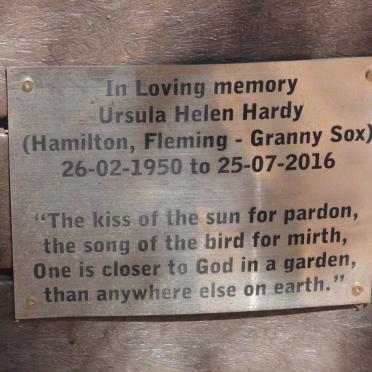 In Loving memory
Ursula Helen Hardy
(Hamilton, Fleming - Granny Sox)
26-02-1950 to 25-07-2016
“The kiss of the sun for pardon,
the song of the bird for mirth,
One is closer to God in a garden,
than anywhere else on earth.”